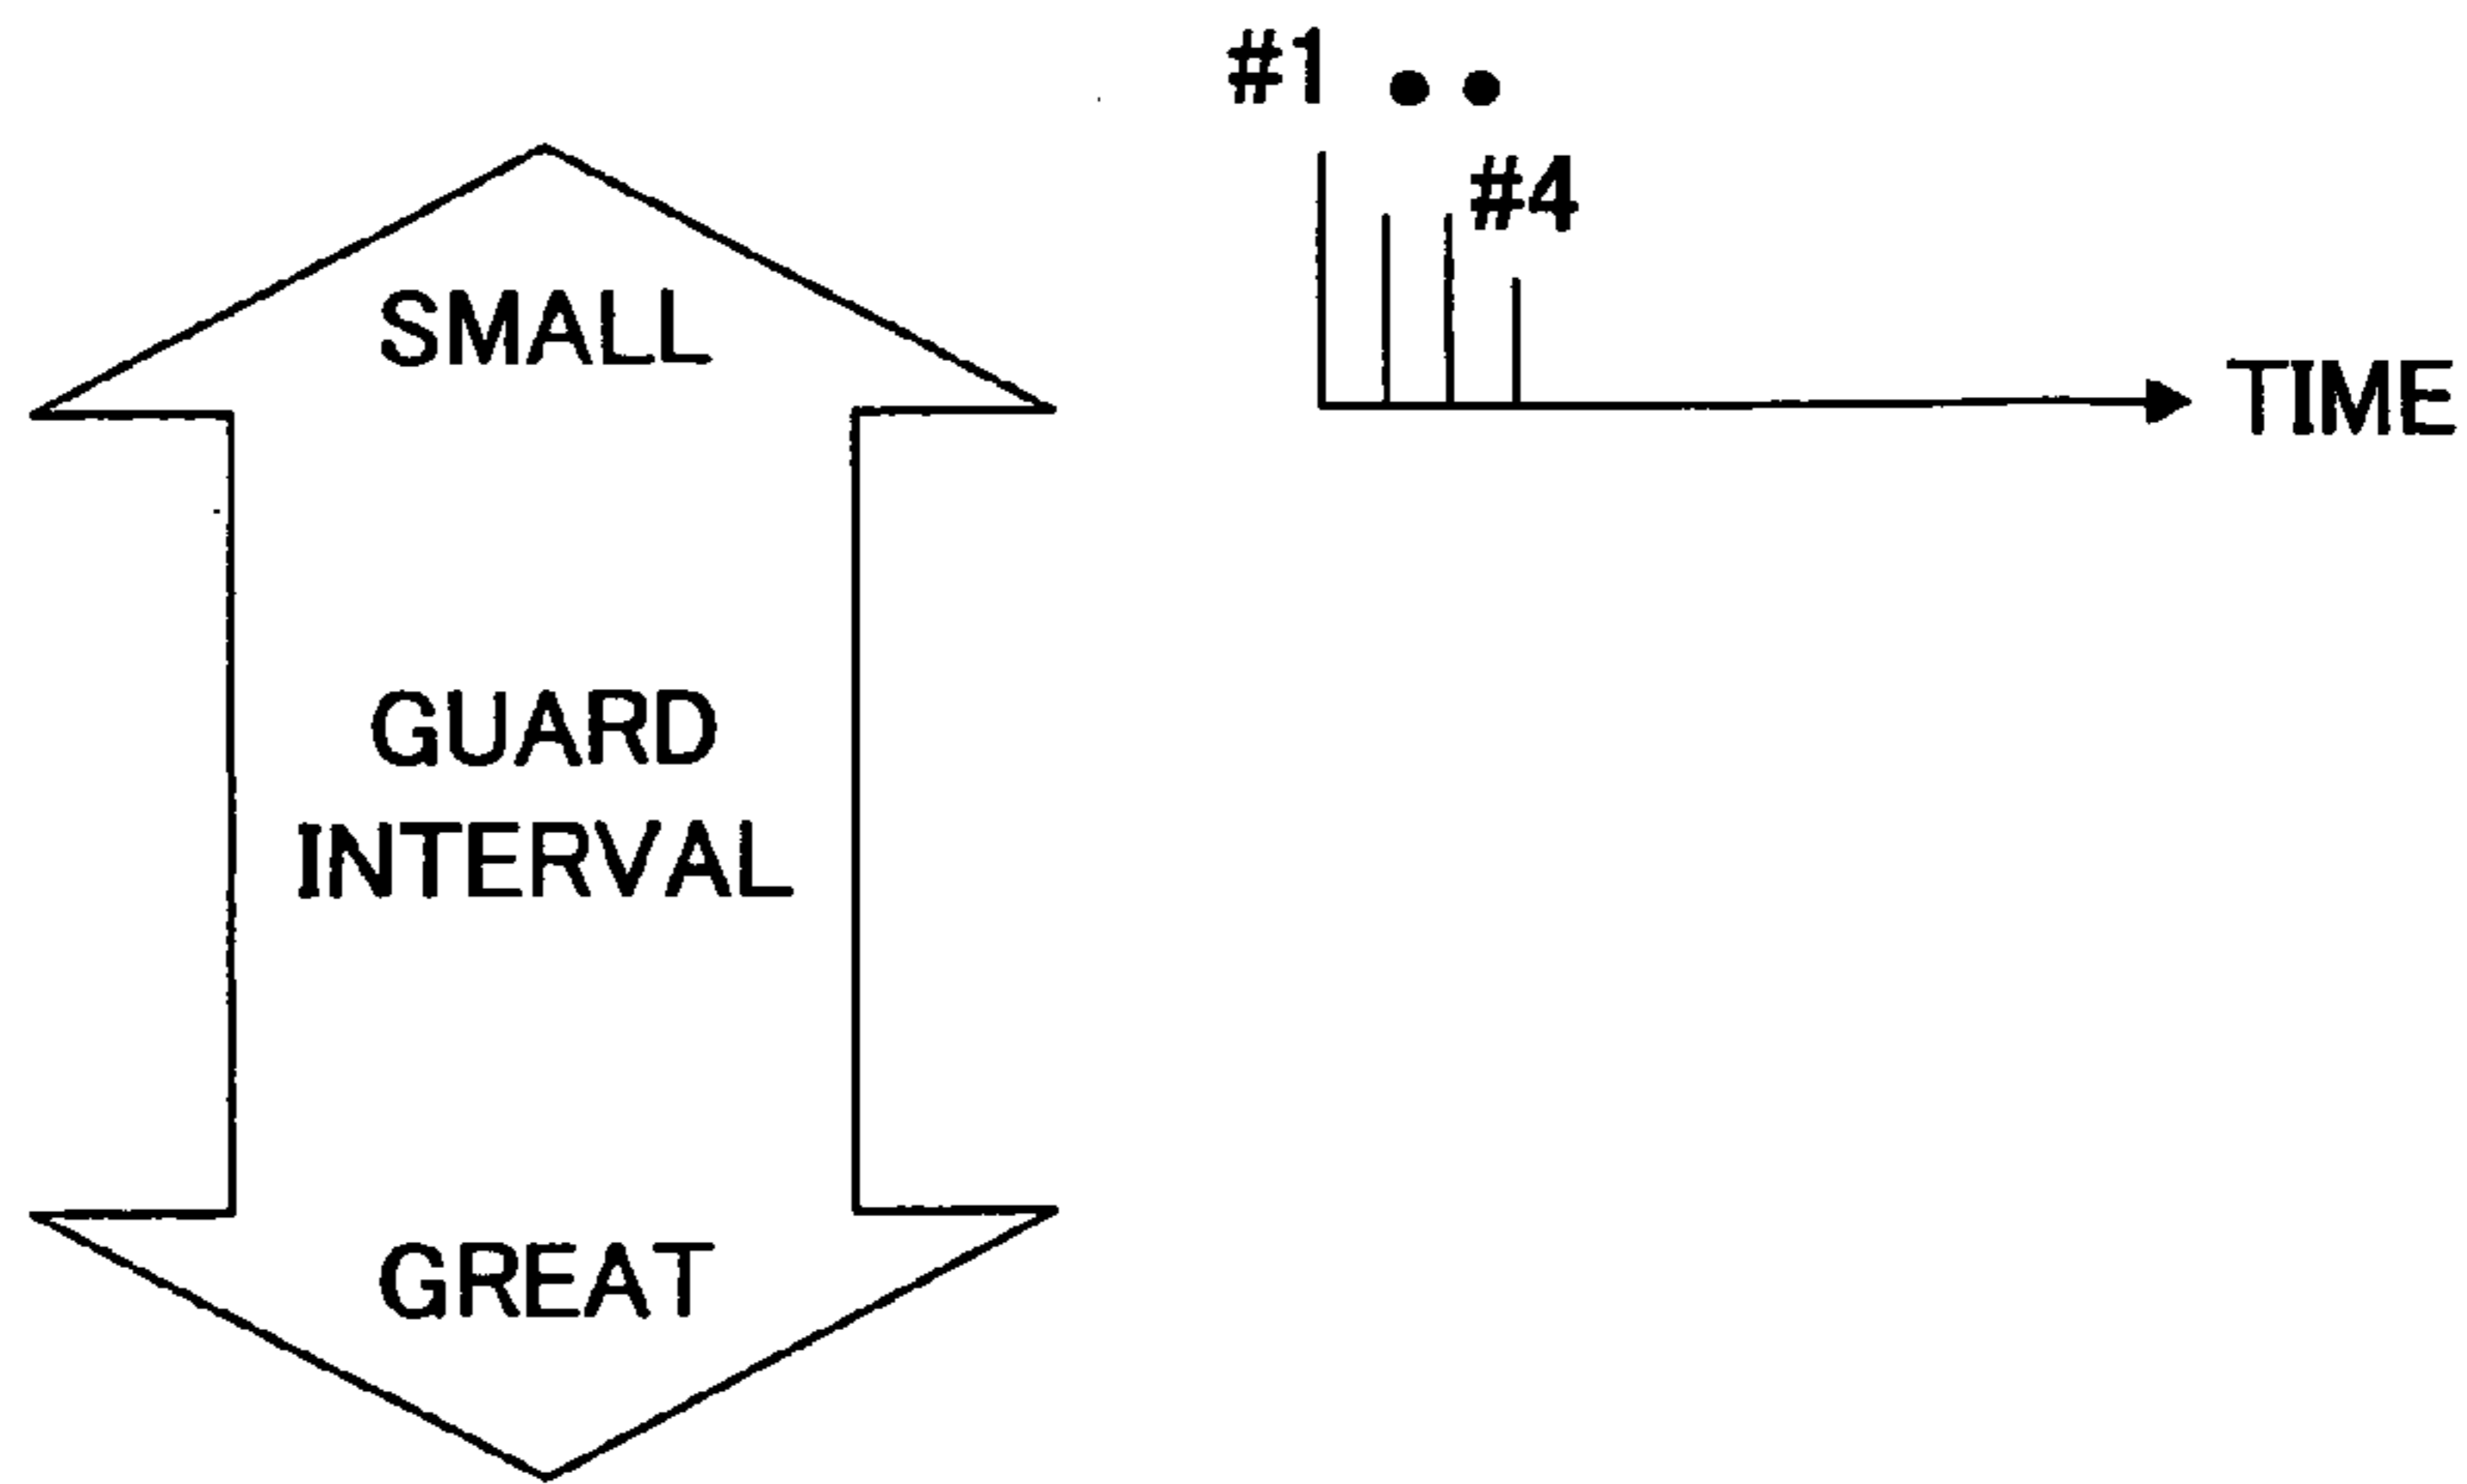 #1 ● ●
#4
SMALL
TIME
GUARD
INTERVAL
GREAT